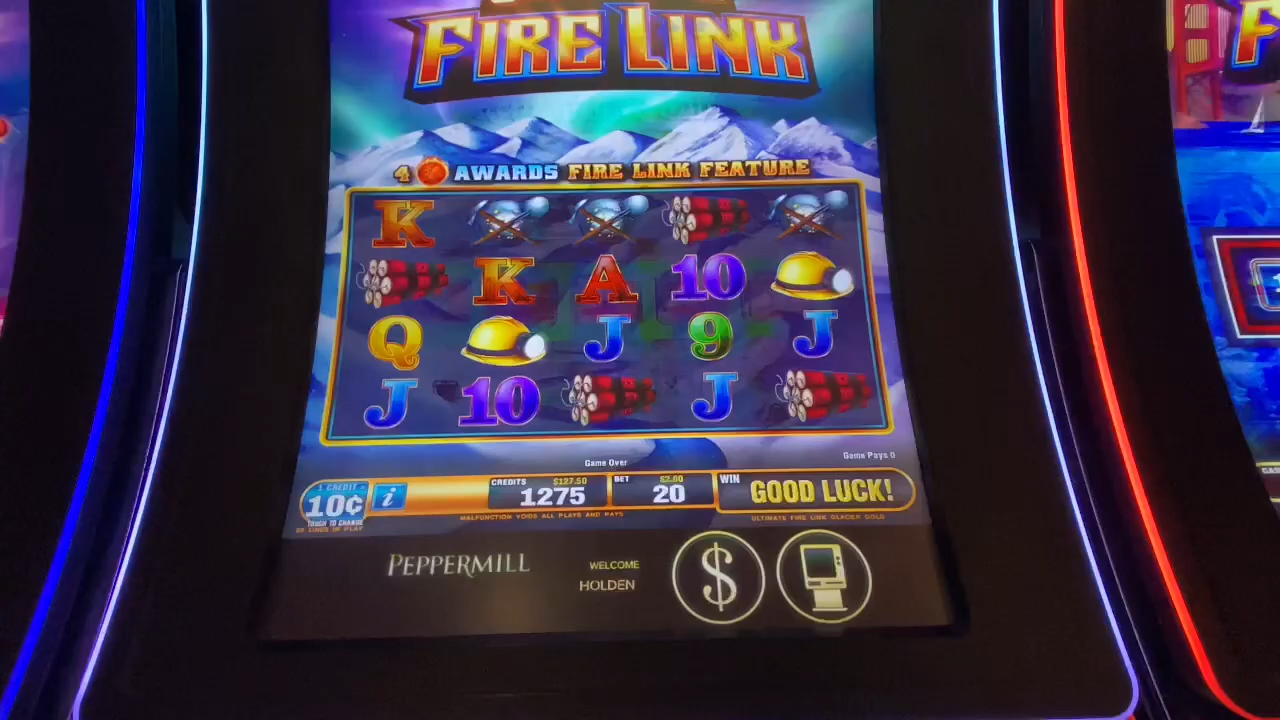 FIRE LINK
4 AWARDS FIRE LINK FEATURE
K
K A 10
Q J 9 J
J 10 J
Game Over
Game Pays 0
1 CREDIT =
10¢
TOUCH TO CHANGE
i
CREDITS $127.50
1275
BET $2.00
20
WIN
GOOD LUCK!
MALFUNCTION VOIDS ALL PLAYS AND PAYS
ULTIMATE FIRE LINK GLACIER GOLD
PEPPERMILL
WELCOME
HOLDEN
$